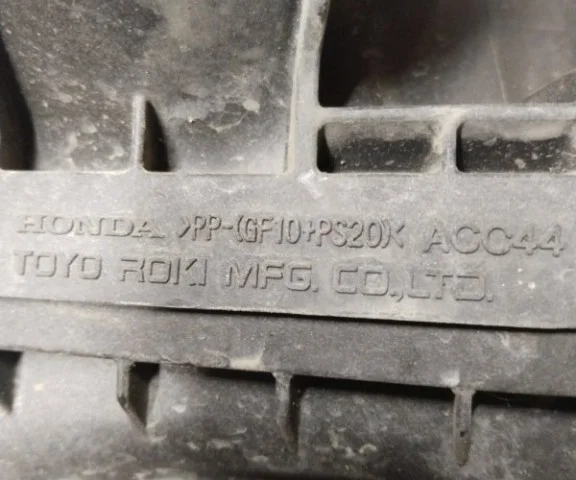 HONDA >PP-(GF10+PS20)< ACC44
TOYO ROKI MFG. CO.,LTD.